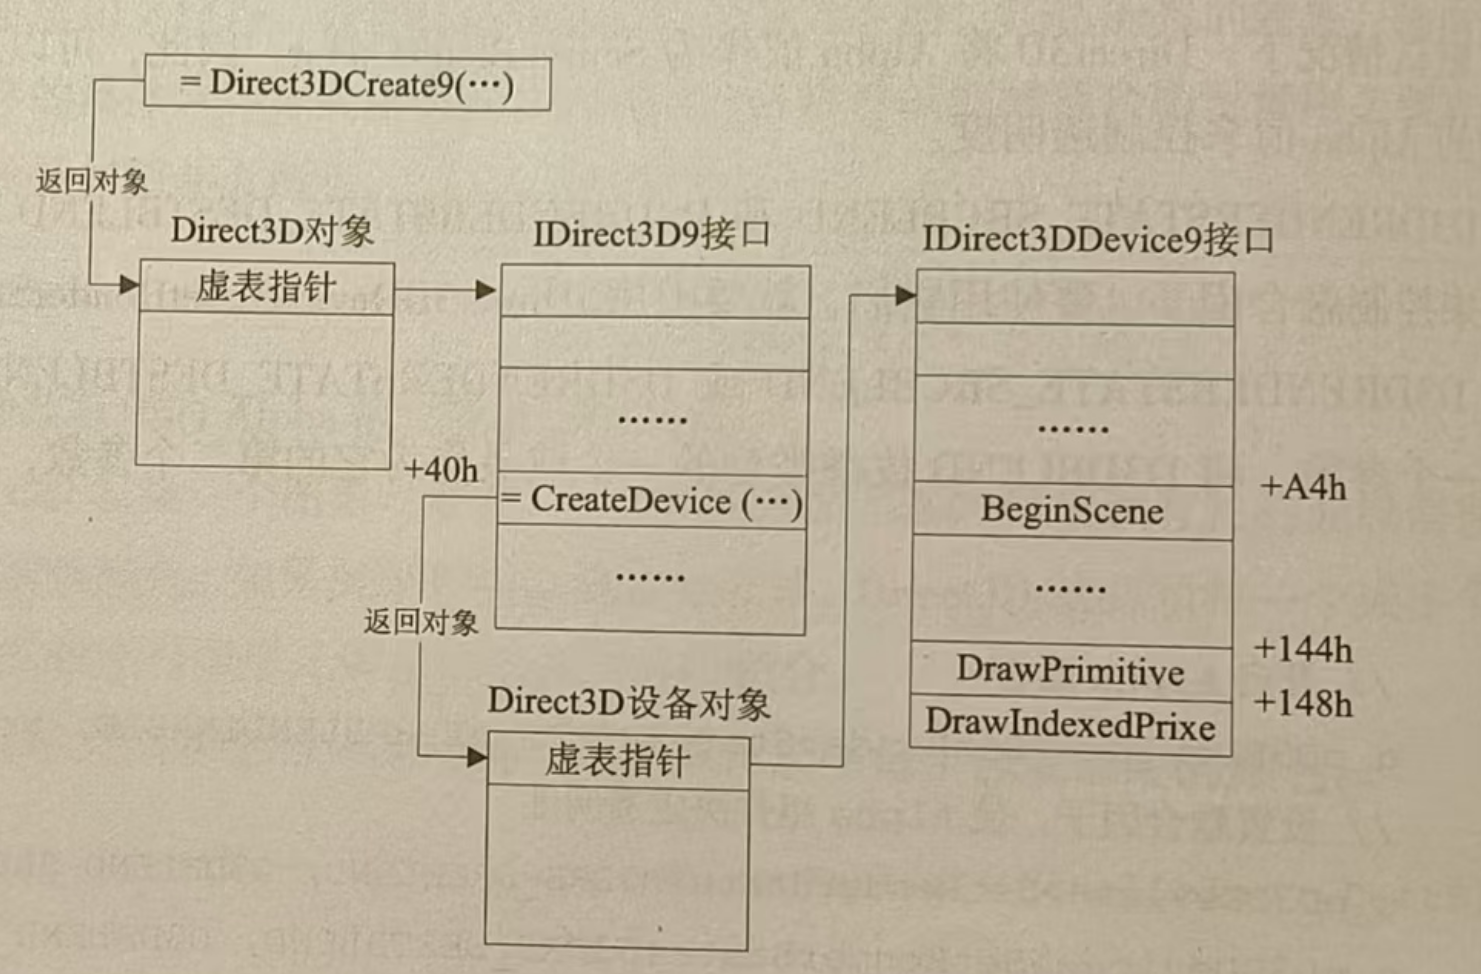 = Direct3DCreate9(…)
返回对象
Direct3D对象
虚表指针
IDirect3D9接口
……
+40h
= CreateDevice (…)
……
返回对象
Direct3D设备对象
虚表指针
IDirect3DDevice9接口
……
+A4h
BeginScene
……
+144h
DrawPrimitive
+148h
DrawIndexedPrixe